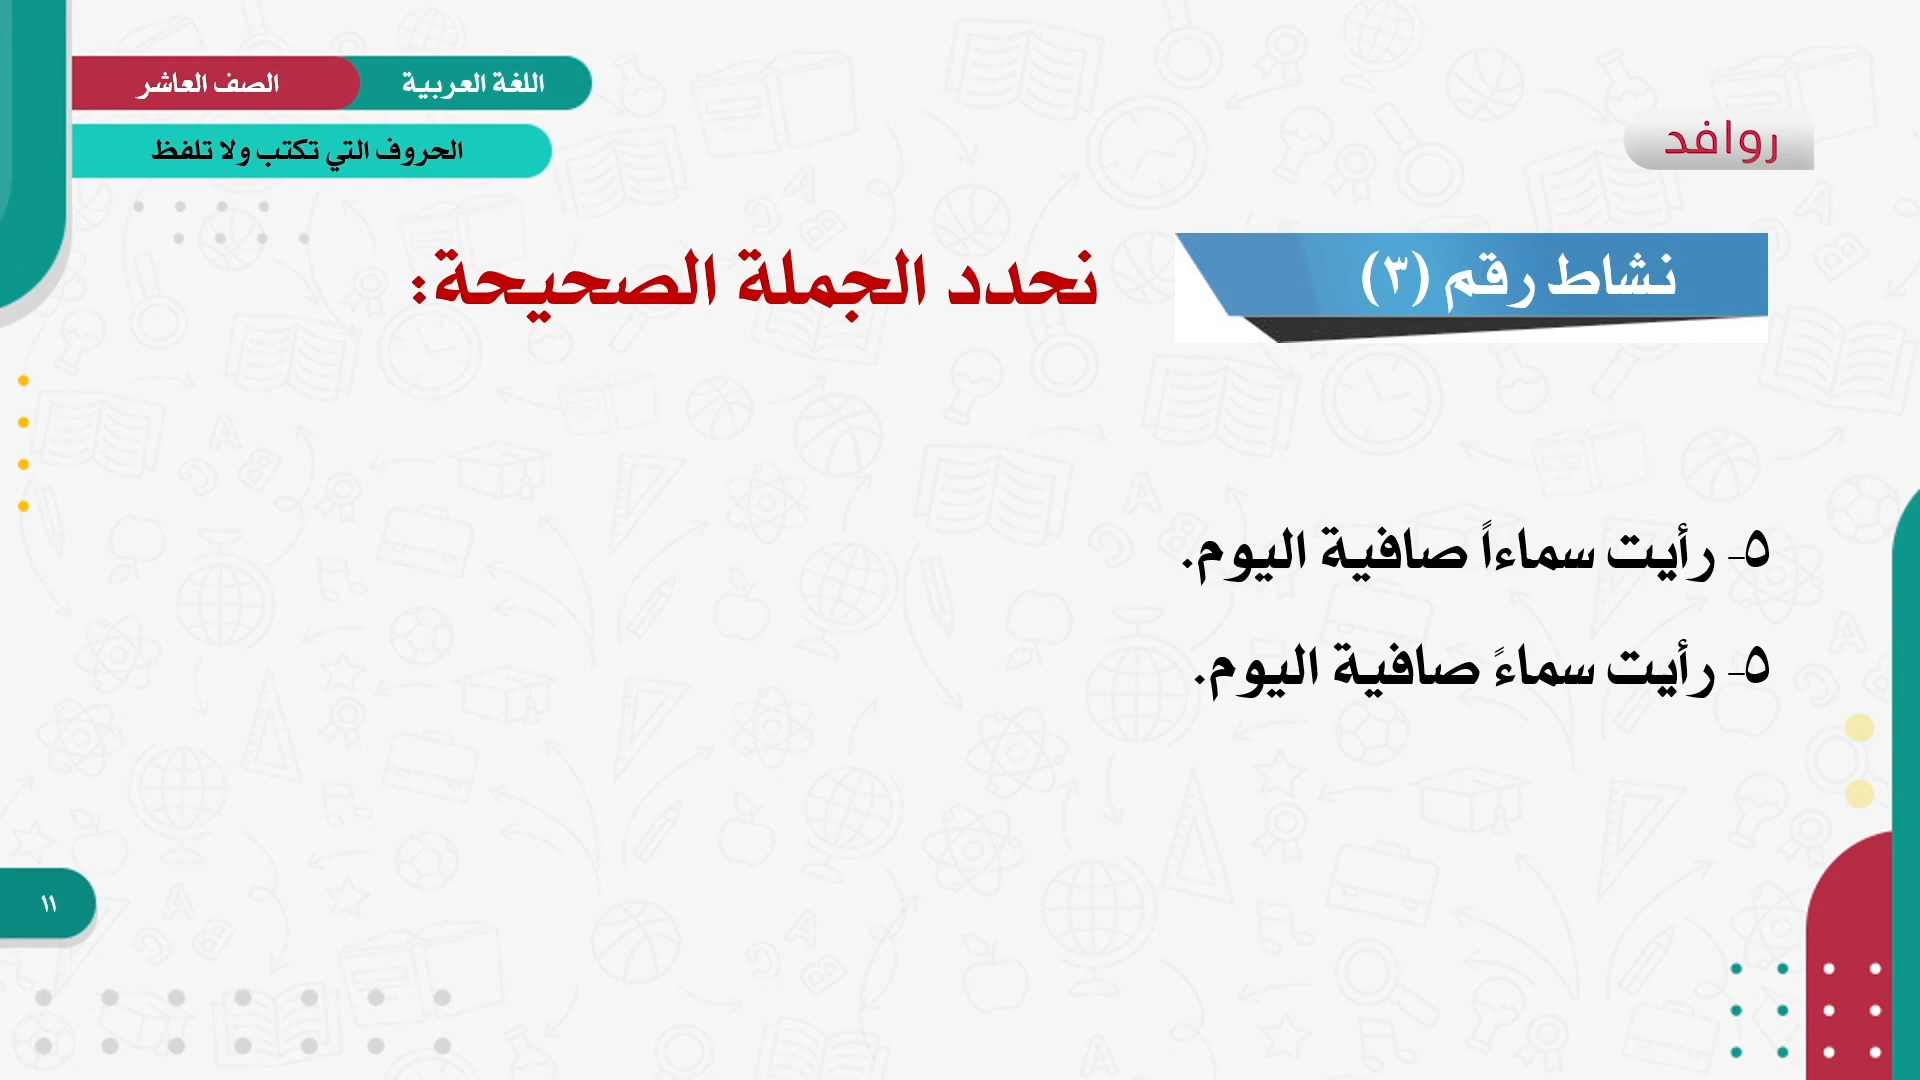 اللغة العربية
الصف العاشر
الحروف التي تكتب ولا تلفظ
روافد
نشاط رقم (٣)
نحدد الجملة الصحيحة:
٥- رأيت سماءاً صافية اليوم.
٥- رأيت سماءً صافية اليوم.
١١